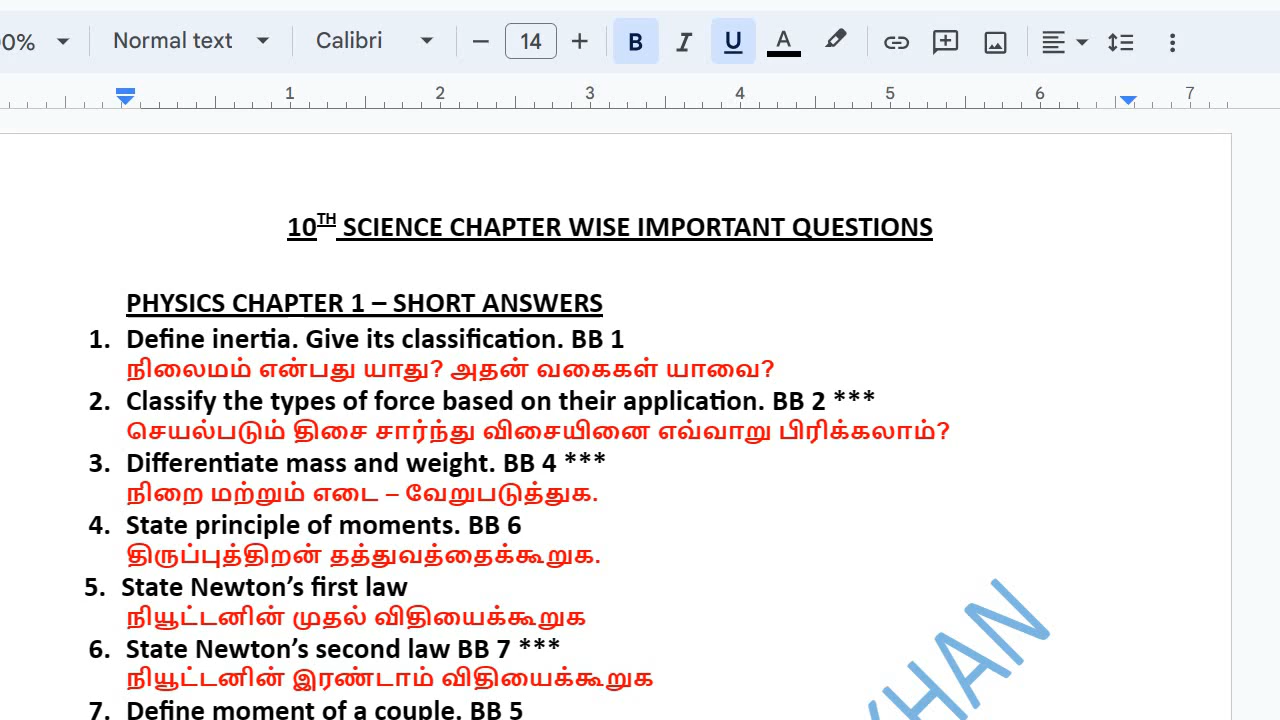 Normal text Calibri 14 B I U A
1 2 3 4 5 6 7
10TH SCIENCE CHAPTER WISE IMPORTANT QUESTIONS
PHYSICS CHAPTER 1 – SHORT ANSWERS
1. Define inertia. Give its classification. BB 1
நிலைமம் என்பது யாது? அதன் வகைகள் யாவை?
2. Classify the types of force based on their application. BB 2 ***
செயல்படும் திசை சார்ந்து விசையினை எவ்வாறு பிரிக்கலாம்?
3. Differentiate mass and weight. BB 4 ***
நிறை மற்றும் எடை – வேறுபடுத்துக.
4. State principle of moments. BB 6
திருப்புத்திறன் தத்துவத்தைக்கூறுக.
5. State Newton’s first law
நியூட்டனின் முதல் விதியைக்கூறுக
6. State Newton’s second law BB 7 ***
நியூட்டனின் இரண்டாம் விதியைக்கூறுக
7. Define moment of a couple. BB 5